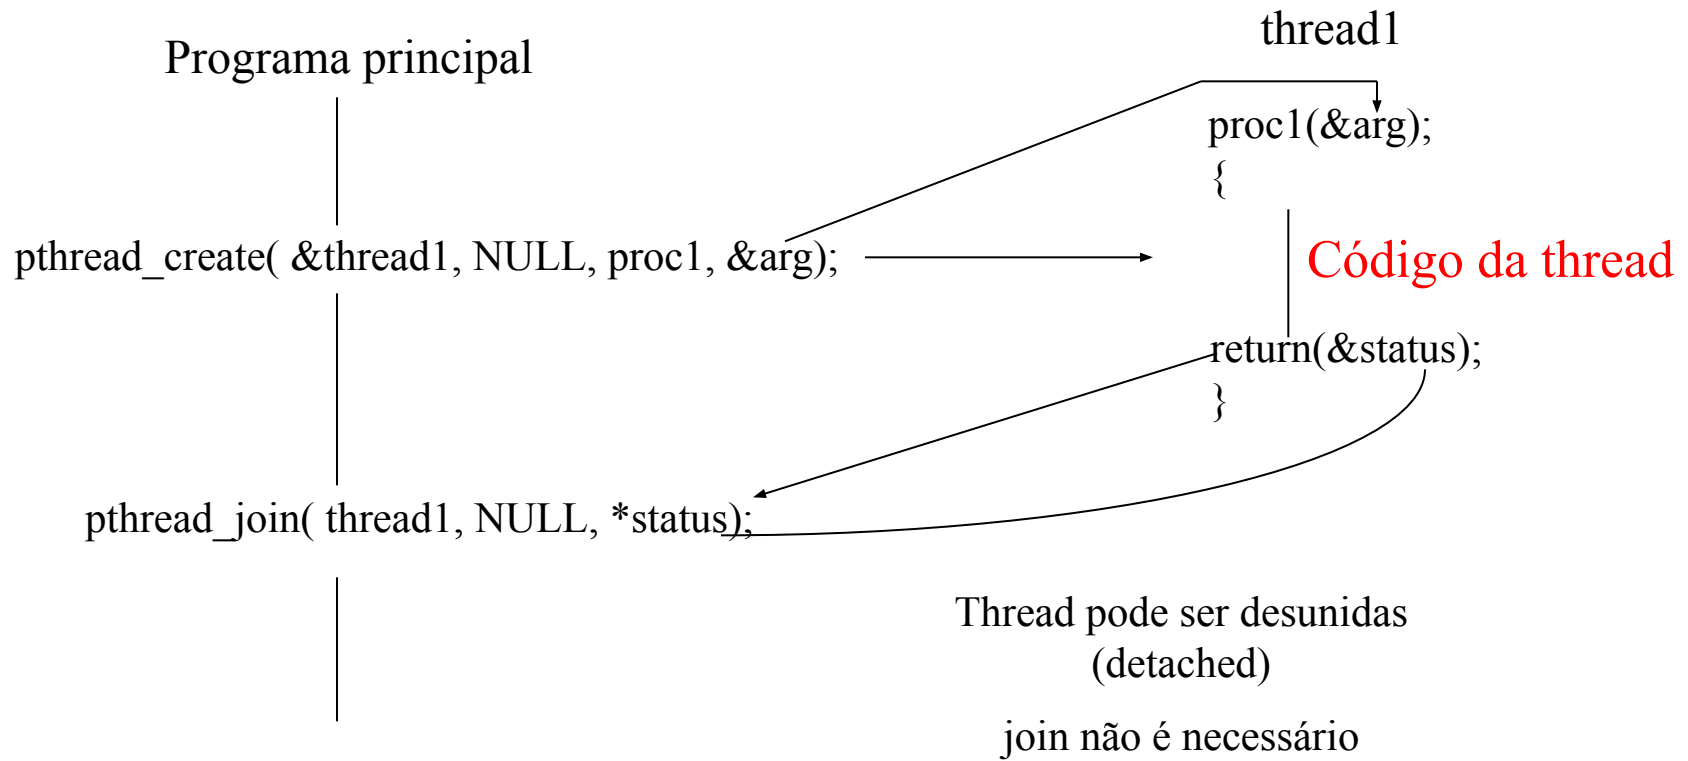 Programa principal
thread1
proc1(&arg);
{
pthread_create( &thread1, NULL, proc1, &arg);
Código da thread
return(&status);
}
pthread_join( thread1, NULL, *status);
Thread pode ser desunidas
(detached)
join não é necessário